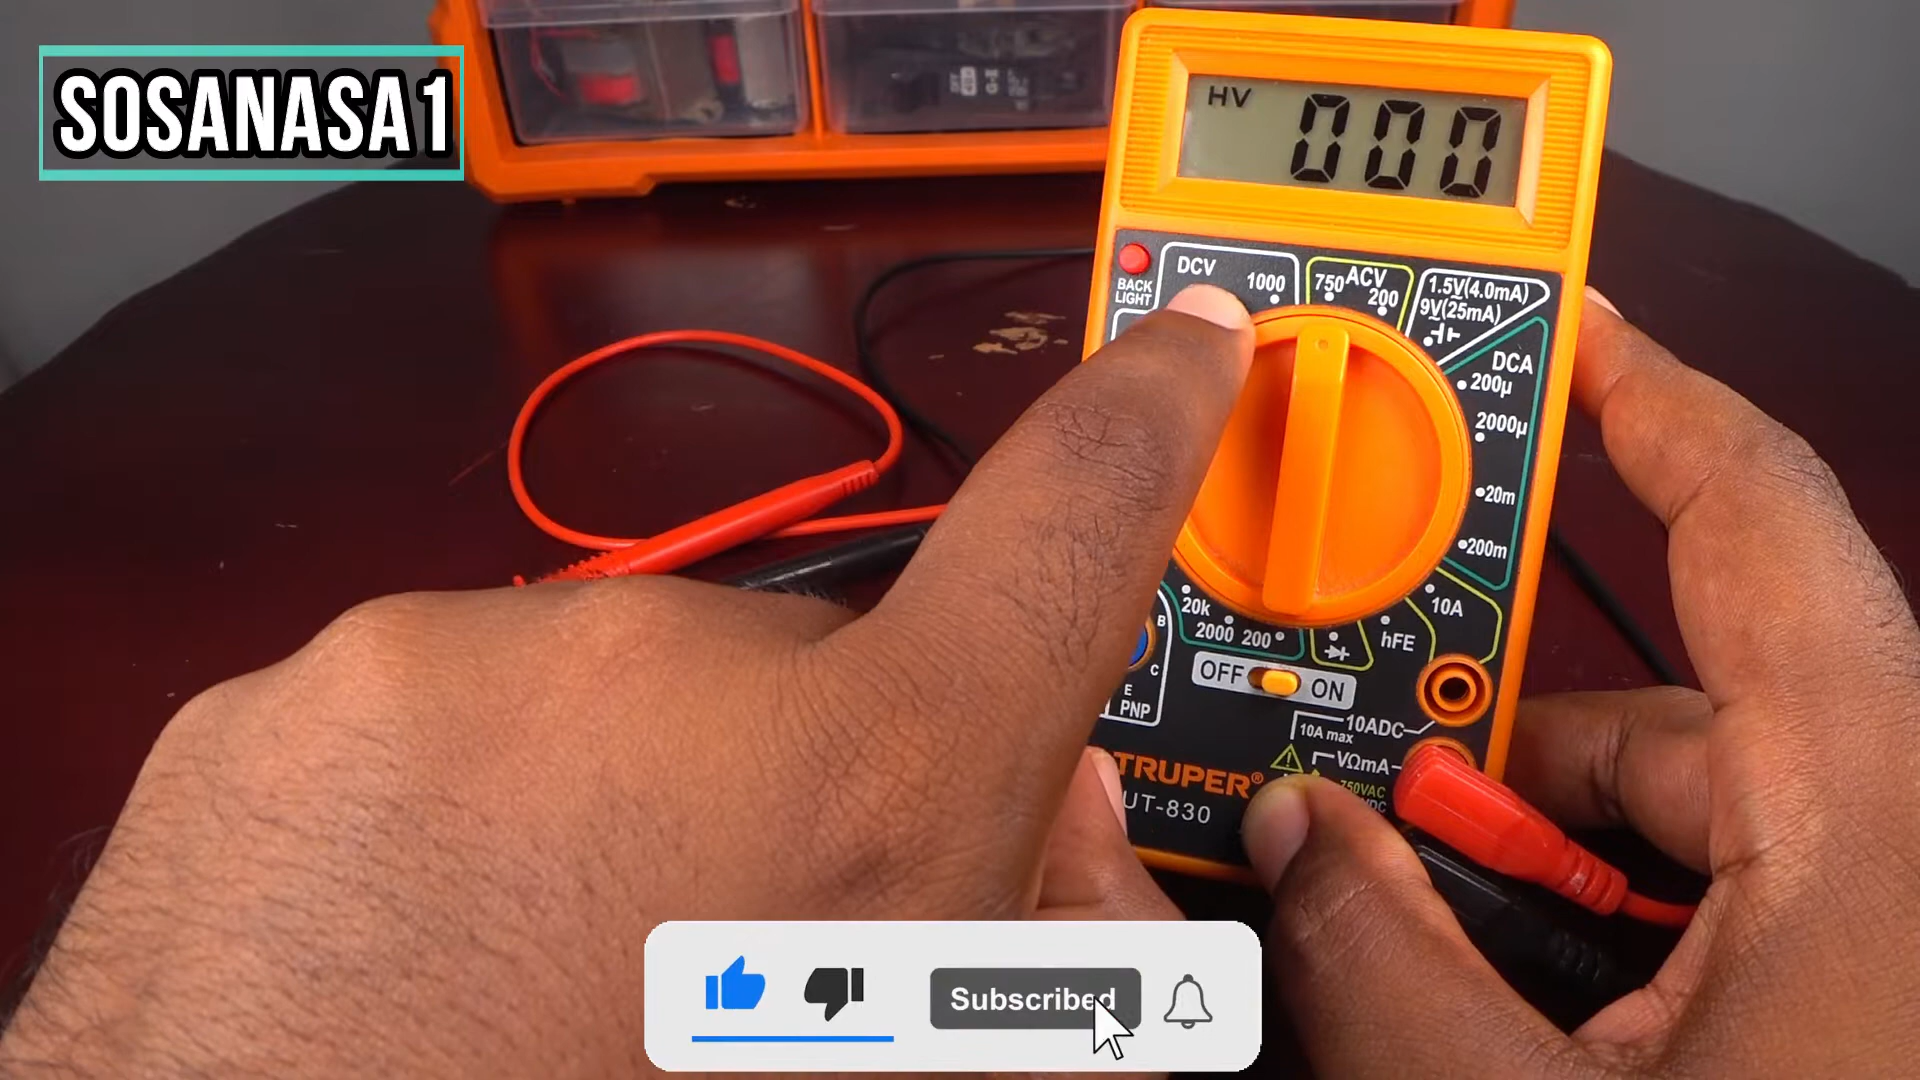 SOSANASA1
HV 000
BACK
LIGHT
DCV
1000
750 ACV
200
1.5V(4.0mA)
9V(25mA)
DCA
200µ
2000µ
20m
200m
10A
hFE
20k
2000 200
B
C
E
PNP
OFF ON
10ADC
10A max
VΩmA
750VAC
TRUPER®
UT-830
Subscribed